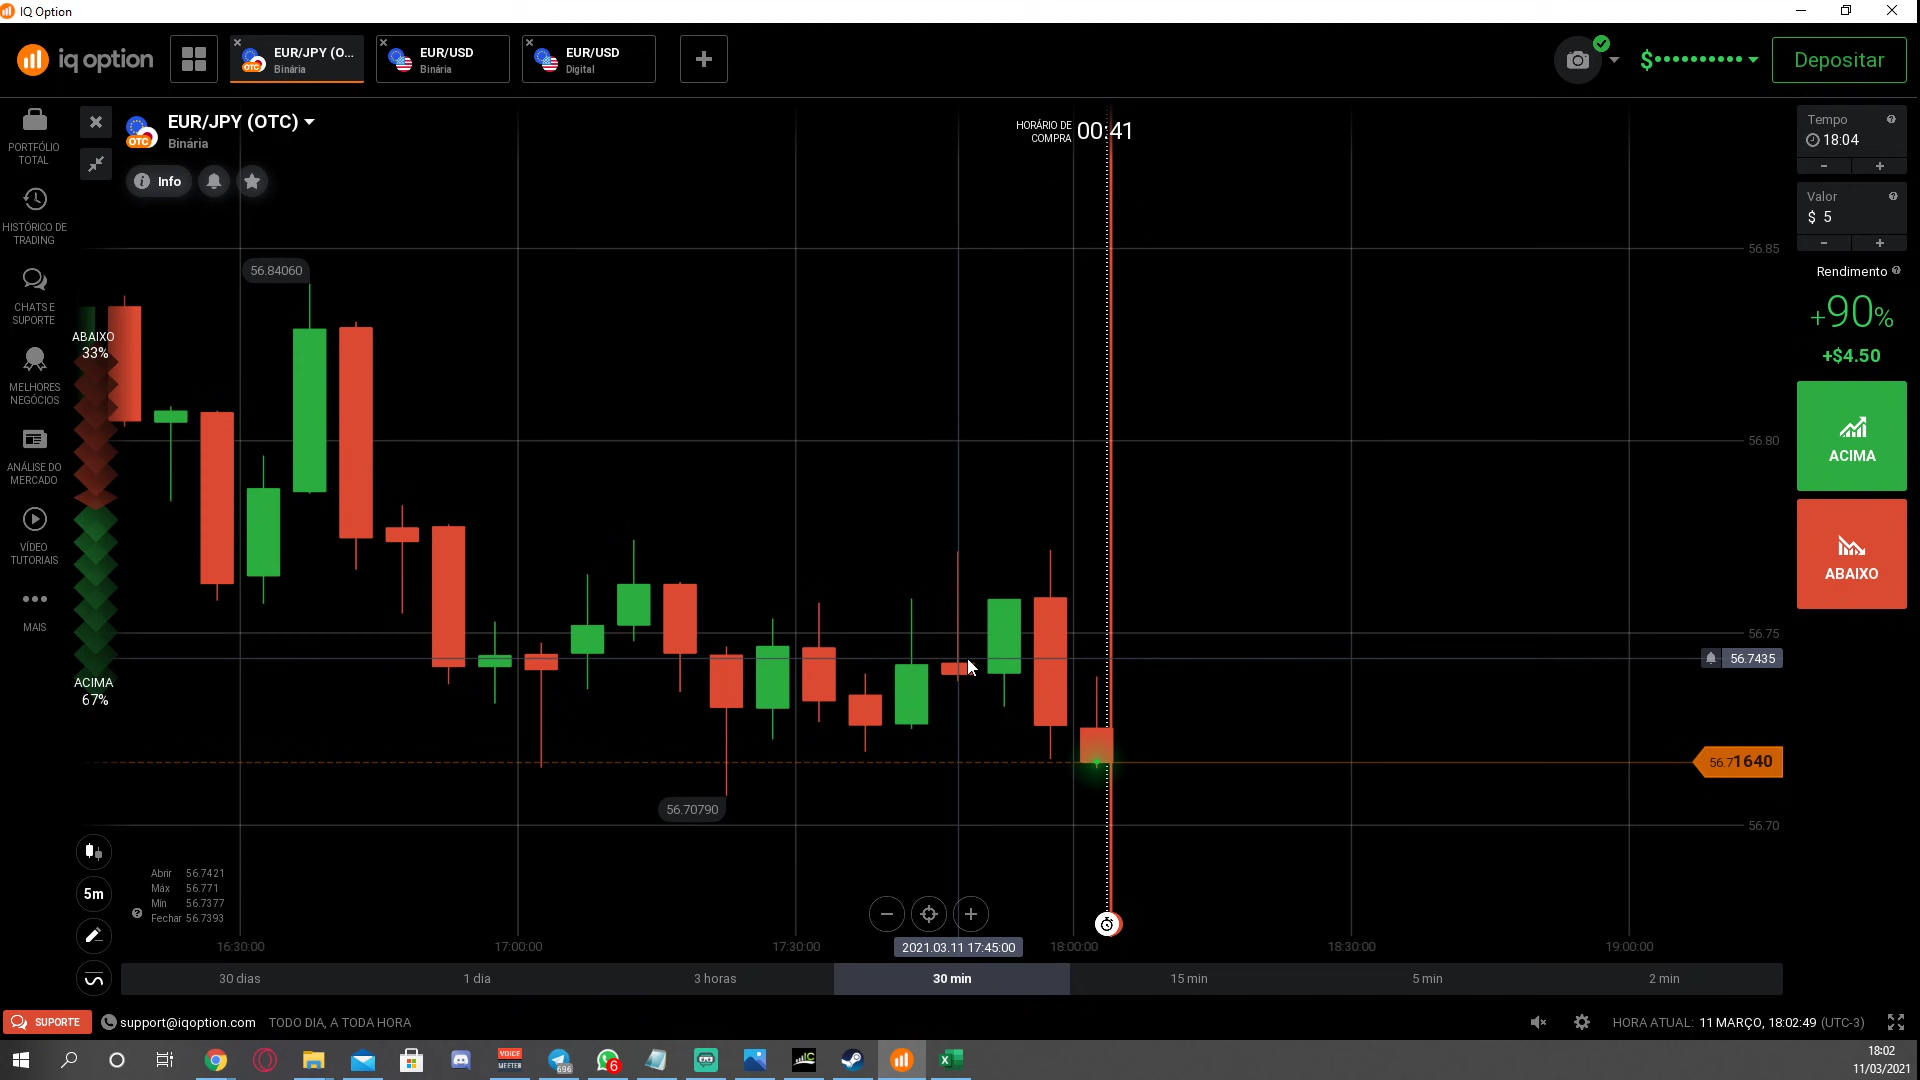 IQ Option
iq option
EUR/JPY (O...
Binária
EUR/USD
Binária
EUR/USD
Digital
$
Depositar
PORTFÓLIO
TOTAL
HISTÓRICO DE
TRADING
CHATS E
SUPORTE
MELHORES
NEGÓCIOS
ANÁLISE DO
MERCADO
VÍDEO
TUTORIAIS
MAIS
EUR/JPY (OTC)
Binária
OTC
Info
HORÁRIO DE
COMPRA
00:41
ABAIXO
33%
ACIMA
67%
56.84060
56.70790
56.85
56.80
56.75
56.7435
56.71640
56.70
Tempo
18:04
- +
Valor
$ 5
- +
Rendimento
+90%
+$4.50
ACIMA
ABAIXO
5m
Abrir 56.7421
Máx 56.771
Mín 56.7377
Fechar 56.7393
16:30:00
17:00:00
17:30:00
2021.03.11 17:45:00
18:00:00
18:30:00
19:00:00
30 dias
1 dia
3 horas
30 min
15 min
5 min
2 min
SUPORTE
support@iqoption.com
TODO DIA, A TODA HORA
HORA ATUAL: 11 MARÇO, 18:02:49 (UTC-3)
VOICE
MEETER
696
6
18:02
11/03/2021